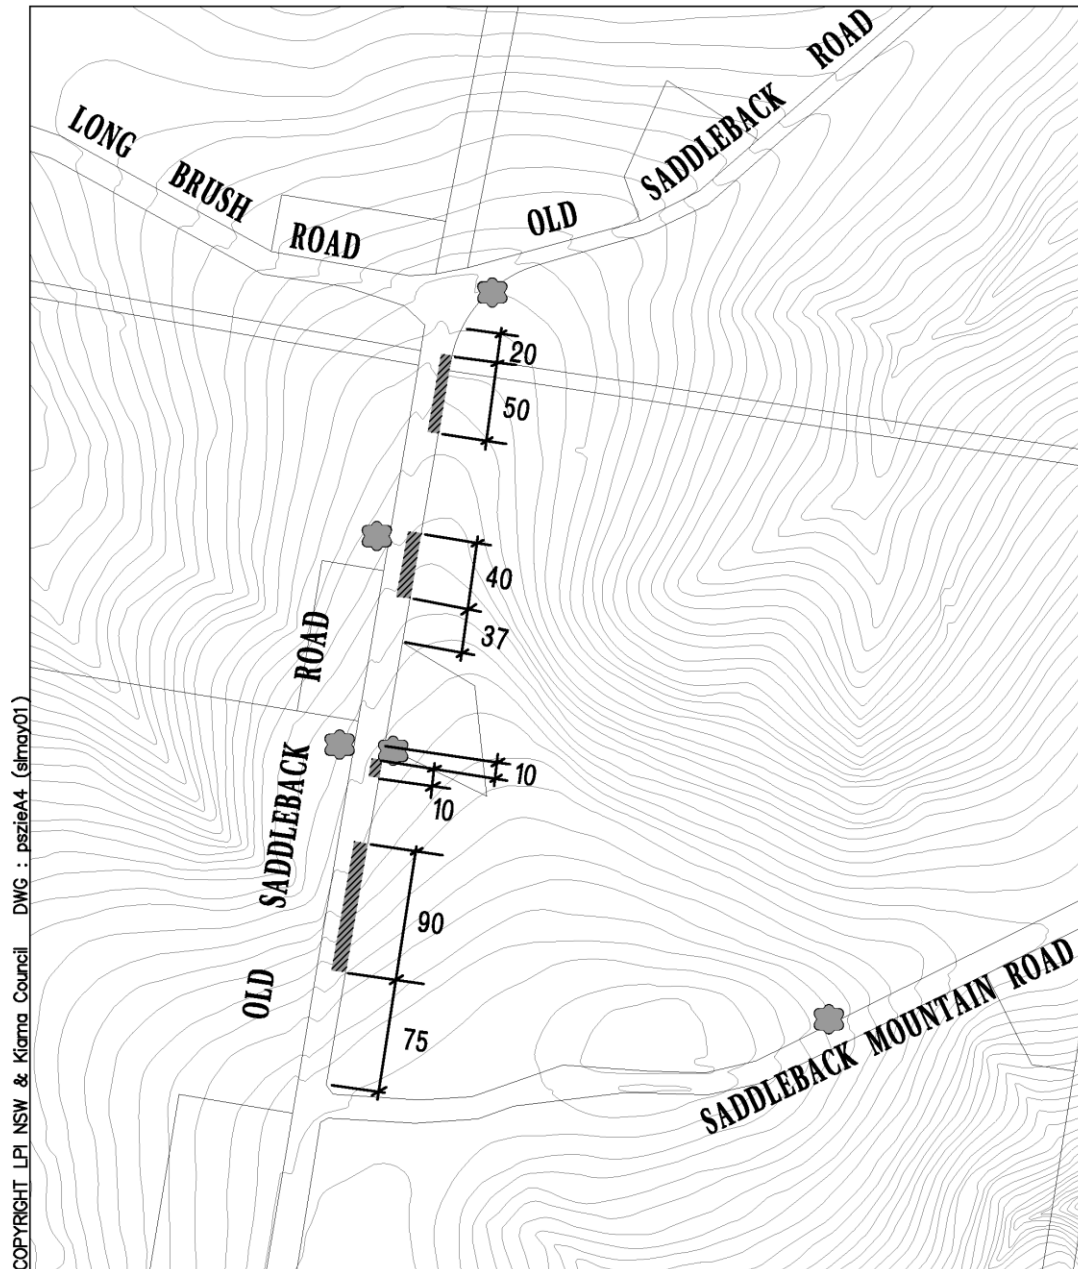 LONG BRUSH ROAD
OLD SADDLEBACK ROAD
20
50
40
37
10
10
90
75
OLD SADDLEBACK ROAD
SADDLEBACK MOUNTAIN ROAD
COPYRIGHT LPI NSW & Kiama Council DWG : pszieA4 (slmay01)